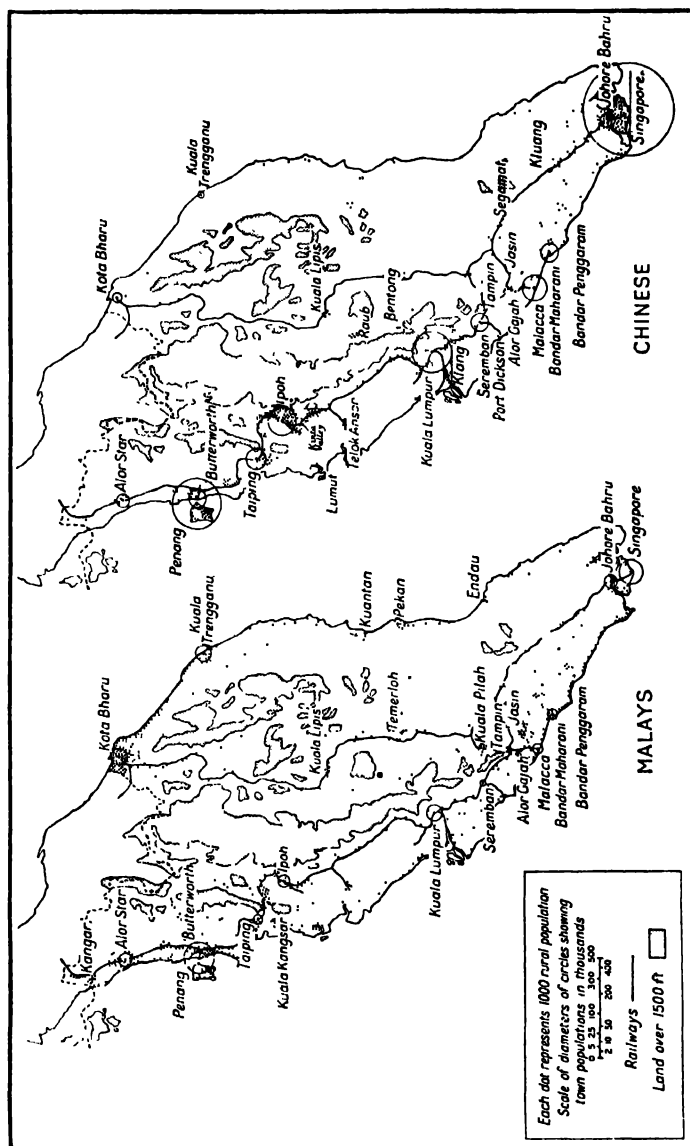 Kota Bharu
Kuala
Trengganu
Alor Star
Butterworth
Penang
Taiping
Ipoh
Kinta
Valley
Lumut
Telok Anson
Kuala Lipis
Raub
Bentong
Kuala Lumpur
Klang
Seremban
Port Dickson
Tampin
Segamat
Jasin
Kluang
Alor Gajah
Malacca
Bandar Maharani
Bandar Penggaram
Johore Bahru
Singapore
CHINESE
Kangar
Alor Star
Butterworth
Penang
Taiping
Ipoh
Kuala Kangsar
Kota Bharu
Kuala
Trengganu
Kuala Lipis
Temerloh
Kuantan
Pekan
Endau
Kuala Lumpur
Seremban
Kuala Pilah
Tampin
Jasin
Alor Gajah
Malacca
Bandar Maharani
Bandar Penggaram
Johore Bahru
Singapore
MALAYS
Each dot represents 1000 rural population
Scale of diameters of circles showing
town populations in thousands
0 5 25 100 300 500
2 10 50 200 400
Railways
Land over 1500 ft